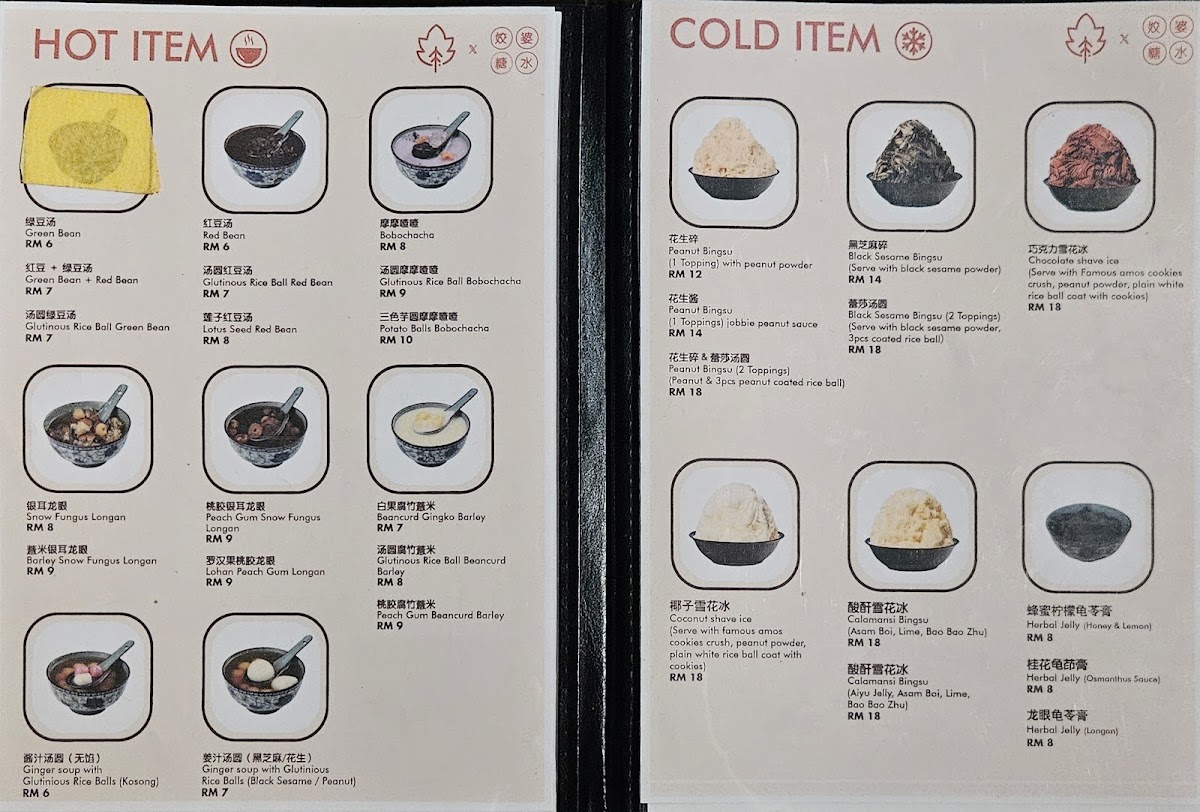 HOT ITEM
x
姣 婆
糖 水
绿豆汤
Green Bean
RM 6
红豆 + 绿豆汤
Green Bean + Red Bean
RM 7
汤圆绿豆汤
Glutinous Rice Ball Green Bean
RM 7
红豆汤
Red Bean
RM 6
汤圆红豆汤
Glutinous Rice Ball Red Bean
RM 7
莲子红豆汤
Lotus Seed Red Bean
RM 8
摩摩喳喳
Bobochacha
RM 8
汤圆摩摩喳喳
Glutinous Rice Ball Bobochacha
RM 9
三色芋圆摩摩喳喳
Potato Balls Bobochacha
RM 10
银耳龙眼
Snow Fungus Longan
RM 8
薏米银耳龙眼
Barley Snow Fungus Longan
RM 9
桃胶银耳龙眼
Peach Gum Snow Fungus
Longan
RM 9
罗汉果桃胶龙眼
Lohan Peach Gum Longan
RM 9
白果腐竹薏米
Beancurd Gingko Barley
RM 7
汤圆腐竹薏米
Glutinous Rice Ball Beancurd
Barley
RM 8
桃胶腐竹薏米
Peach Gum Beancurd Barley
RM 9
酱汁汤圆（无馅）
Ginger soup with
Glutinious Rice Balls (Kosong)
RM 6
姜汁汤圆（黑芝麻/花生）
Ginger soup with Glutinious
Rice Balls (Black Sesame / Peanut)
RM 7
COLD ITEM
x
姣 婆
糖 水
花生碎
Peanut Bingsu
(1 Topping) with peanut powder
RM 12
花生酱
Peanut Bingsu
(1 Toppings) jobbie peanut sauce
RM 14
花生碎 & 蕾莎汤圆
Peanut Bingsu (2 Toppings)
(Peanut & 3pcs peanut coated rice ball)
RM 18
黑芝麻碎
Black Sesame Bingsu
(Serve with black sesame powder)
RM 14
蕾莎汤圆
Black Sesame Bingsu (2 Toppings)
(Serve with black sesame powder,
3pcs coated rice ball)
RM 18
巧克力雪花冰
Chocolate shave ice
(Serve with Famous amos cookies
crush, peanut powder, plain white
rice ball coat with cookies)
RM 18
椰子雪花冰
Coconut shave ice
(Serve with famous amos
cookies crush, peanut powder,
plain white rice ball coat with
cookies)
RM 18
酸酐雪花冰
Calamansi Bingsu
(Asam Boi, Lime, Bao Bao Zhu)
RM 18
酸酐雪花冰
Calamansi Bingsu
(Aiyu Jelly, Asam Boi, Lime,
Bao Bao Zhu)
RM 18
蜂蜜柠檬龟苓膏
Herbal Jelly (Honey & Lemon)
RM 8
桂花龟茆膏
Herbal Jelly (Osmanthus Sauce)
RM 8
龙眼龟苓膏
Herbal Jelly (Longan)
RM 8